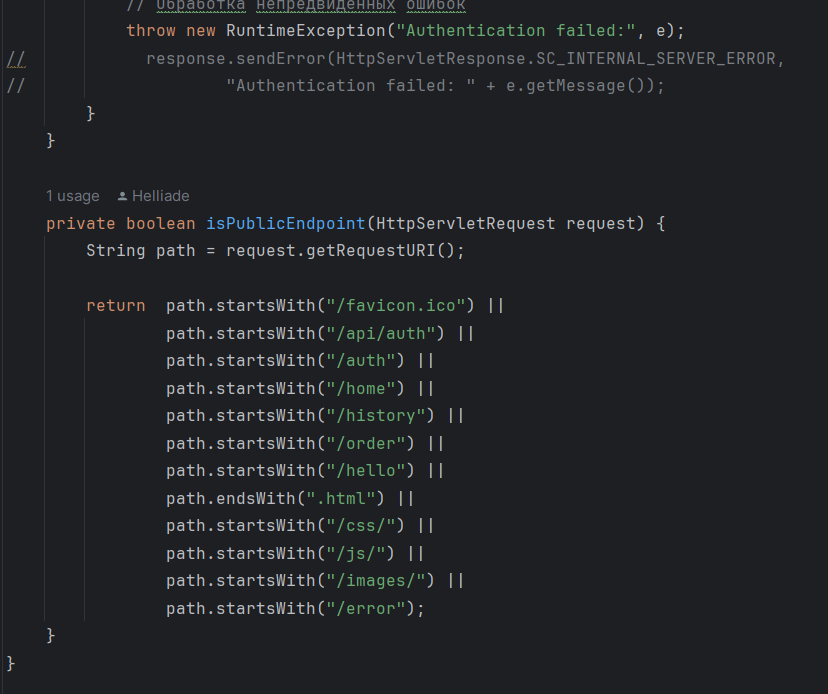 // Обработка непредвиденных ошибок
throw new RuntimeException("Authentication failed:", e);
// response.sendError(HttpServletResponse.SC_INTERNAL_SERVER_ERROR,
// "Authentication failed: " + e.getMessage());
}
}
1 usage Helliade
private boolean isPublicEndpoint(HttpServletRequest request) {
String path = request.getRequestURI();
return path.startsWith("/favicon.ico") ||
path.startsWith("/api/auth") ||
path.startsWith("/auth") ||
path.startsWith("/home") ||
path.startsWith("/history") ||
path.startsWith("/order") ||
path.startsWith("/hello") ||
path.endsWith(".html") ||
path.startsWith("/css/") ||
path.startsWith("/js/") ||
path.startsWith("/images/") ||
path.startsWith("/error");
}
}